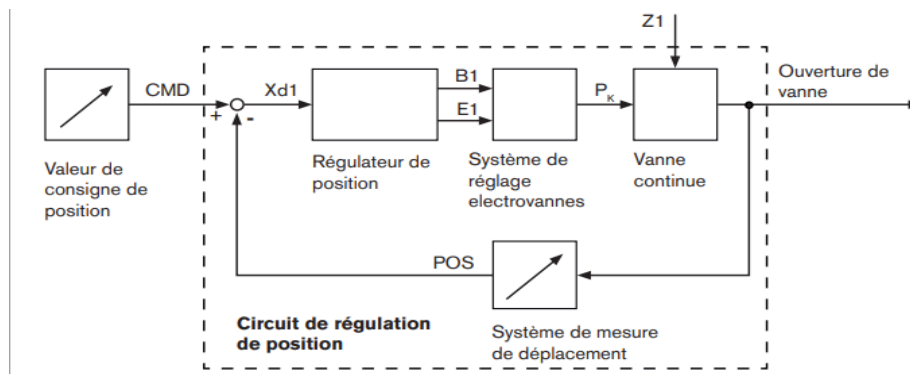 Z1
CMD
+
-
Xd1
B1
E1
P_K
Ouverture de
vanne
Valeur de
consigne de
position
Régulateur de
position
Système de
réglage
electrovannes
Vanne
continue
POS
Circuit de régulation
de position
Système de mesure
de déplacement